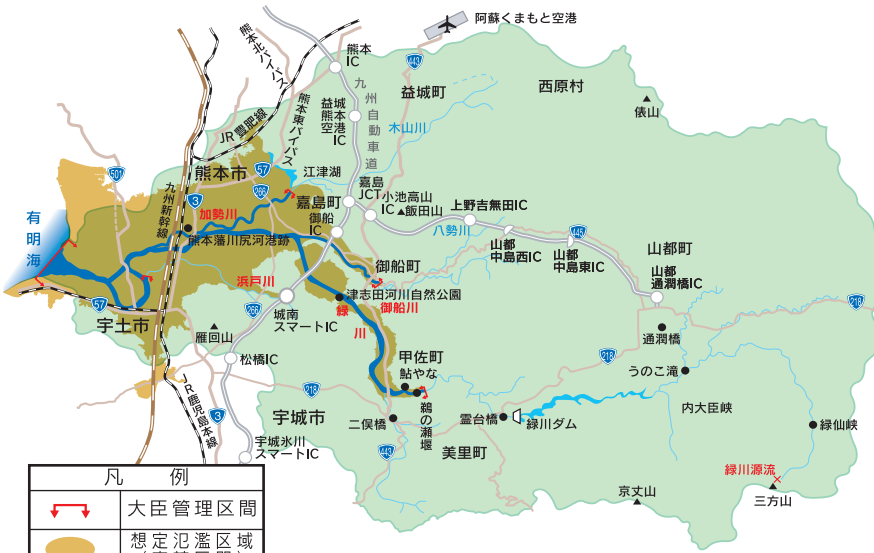 阿蘇くまもと空港
熊本北バイパス
熊本
IC
443
西原村
益城町
俵山
JR豊肥線
熊本東バイパス
益城
熊本
空港
IC
九州自動車道
木山川
501
熊本市
57
江津湖
3
266
嘉島町
嘉島
JCT
小池高山
IC
飯田山
上野吉無田IC
九州新幹線
加勢川
御船
IC
八勢川
445
山都町
有明海
熊本藩川尻河港跡
山都
中島西IC
山都
中島東IC
御船町
山都
通潤橋IC
浜戸川
津志田河川自然公園
御船川
218
57
266
城南
スマートIC
緑川
宇土市
雁回山
通潤橋
松橋IC
甲佐町
218
うのこ滝
鮎やな
218
内大臣峡
JR鹿児島本線
3
宇城市
鵜の瀬堰
二俣橋
霊台橋
緑川ダム
緑仙峡
宇城氷川
スマートIC
443
美里町
緑川源流
京丈山
三方山
凡例
大臣管理区間
想定氾濫区域